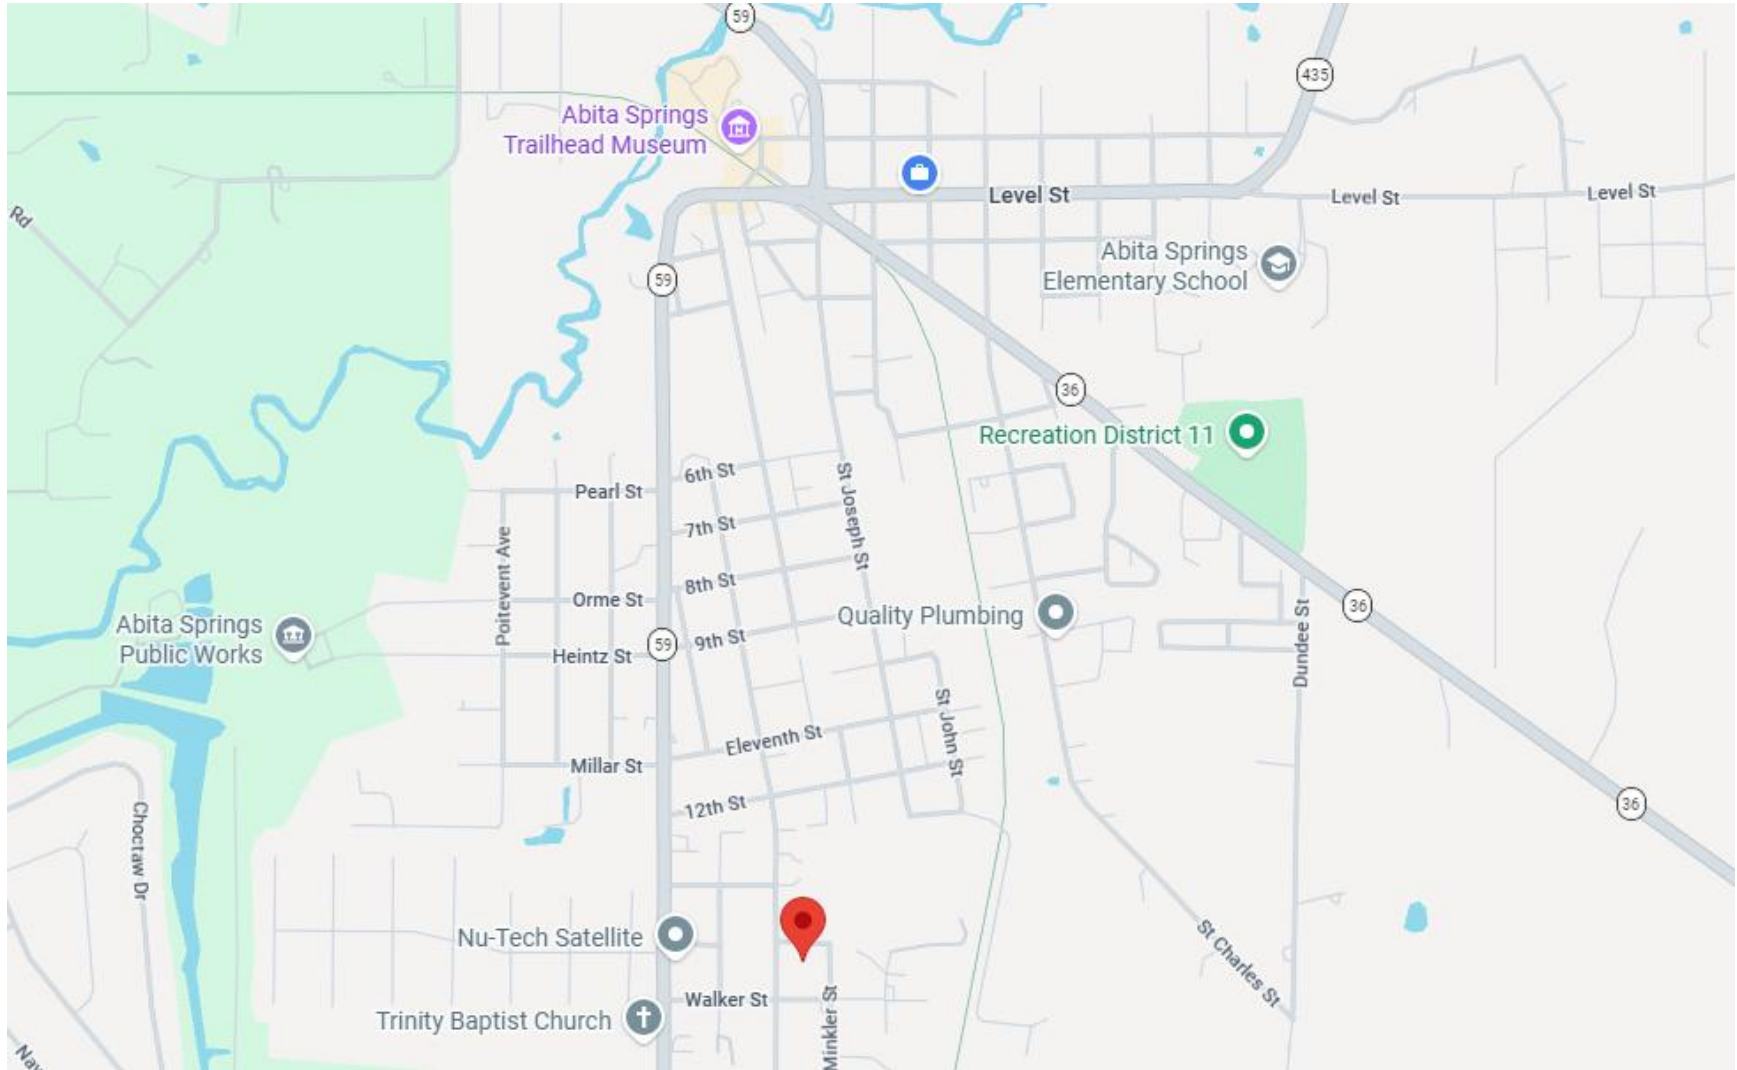 59
435
Abita Springs
Trailhead Museum
Level St
Level St
Level St
Rd
Abita Springs
Elementary School
59
36
Recreation District 11
6th St
Pearl St
St Joseph St
7th St
Poitevent Ave
8th St
Orme St
36
Quality Plumbing
Abita Springs
Public Works
9th St
59
Heintz St
Dundee St
St John St
Eleventh St
Millar St
12th St
36
Choctaw Dr
Nu-Tech Satellite
St Charles St
Walker St
Trinity Baptist Church
Minkler St